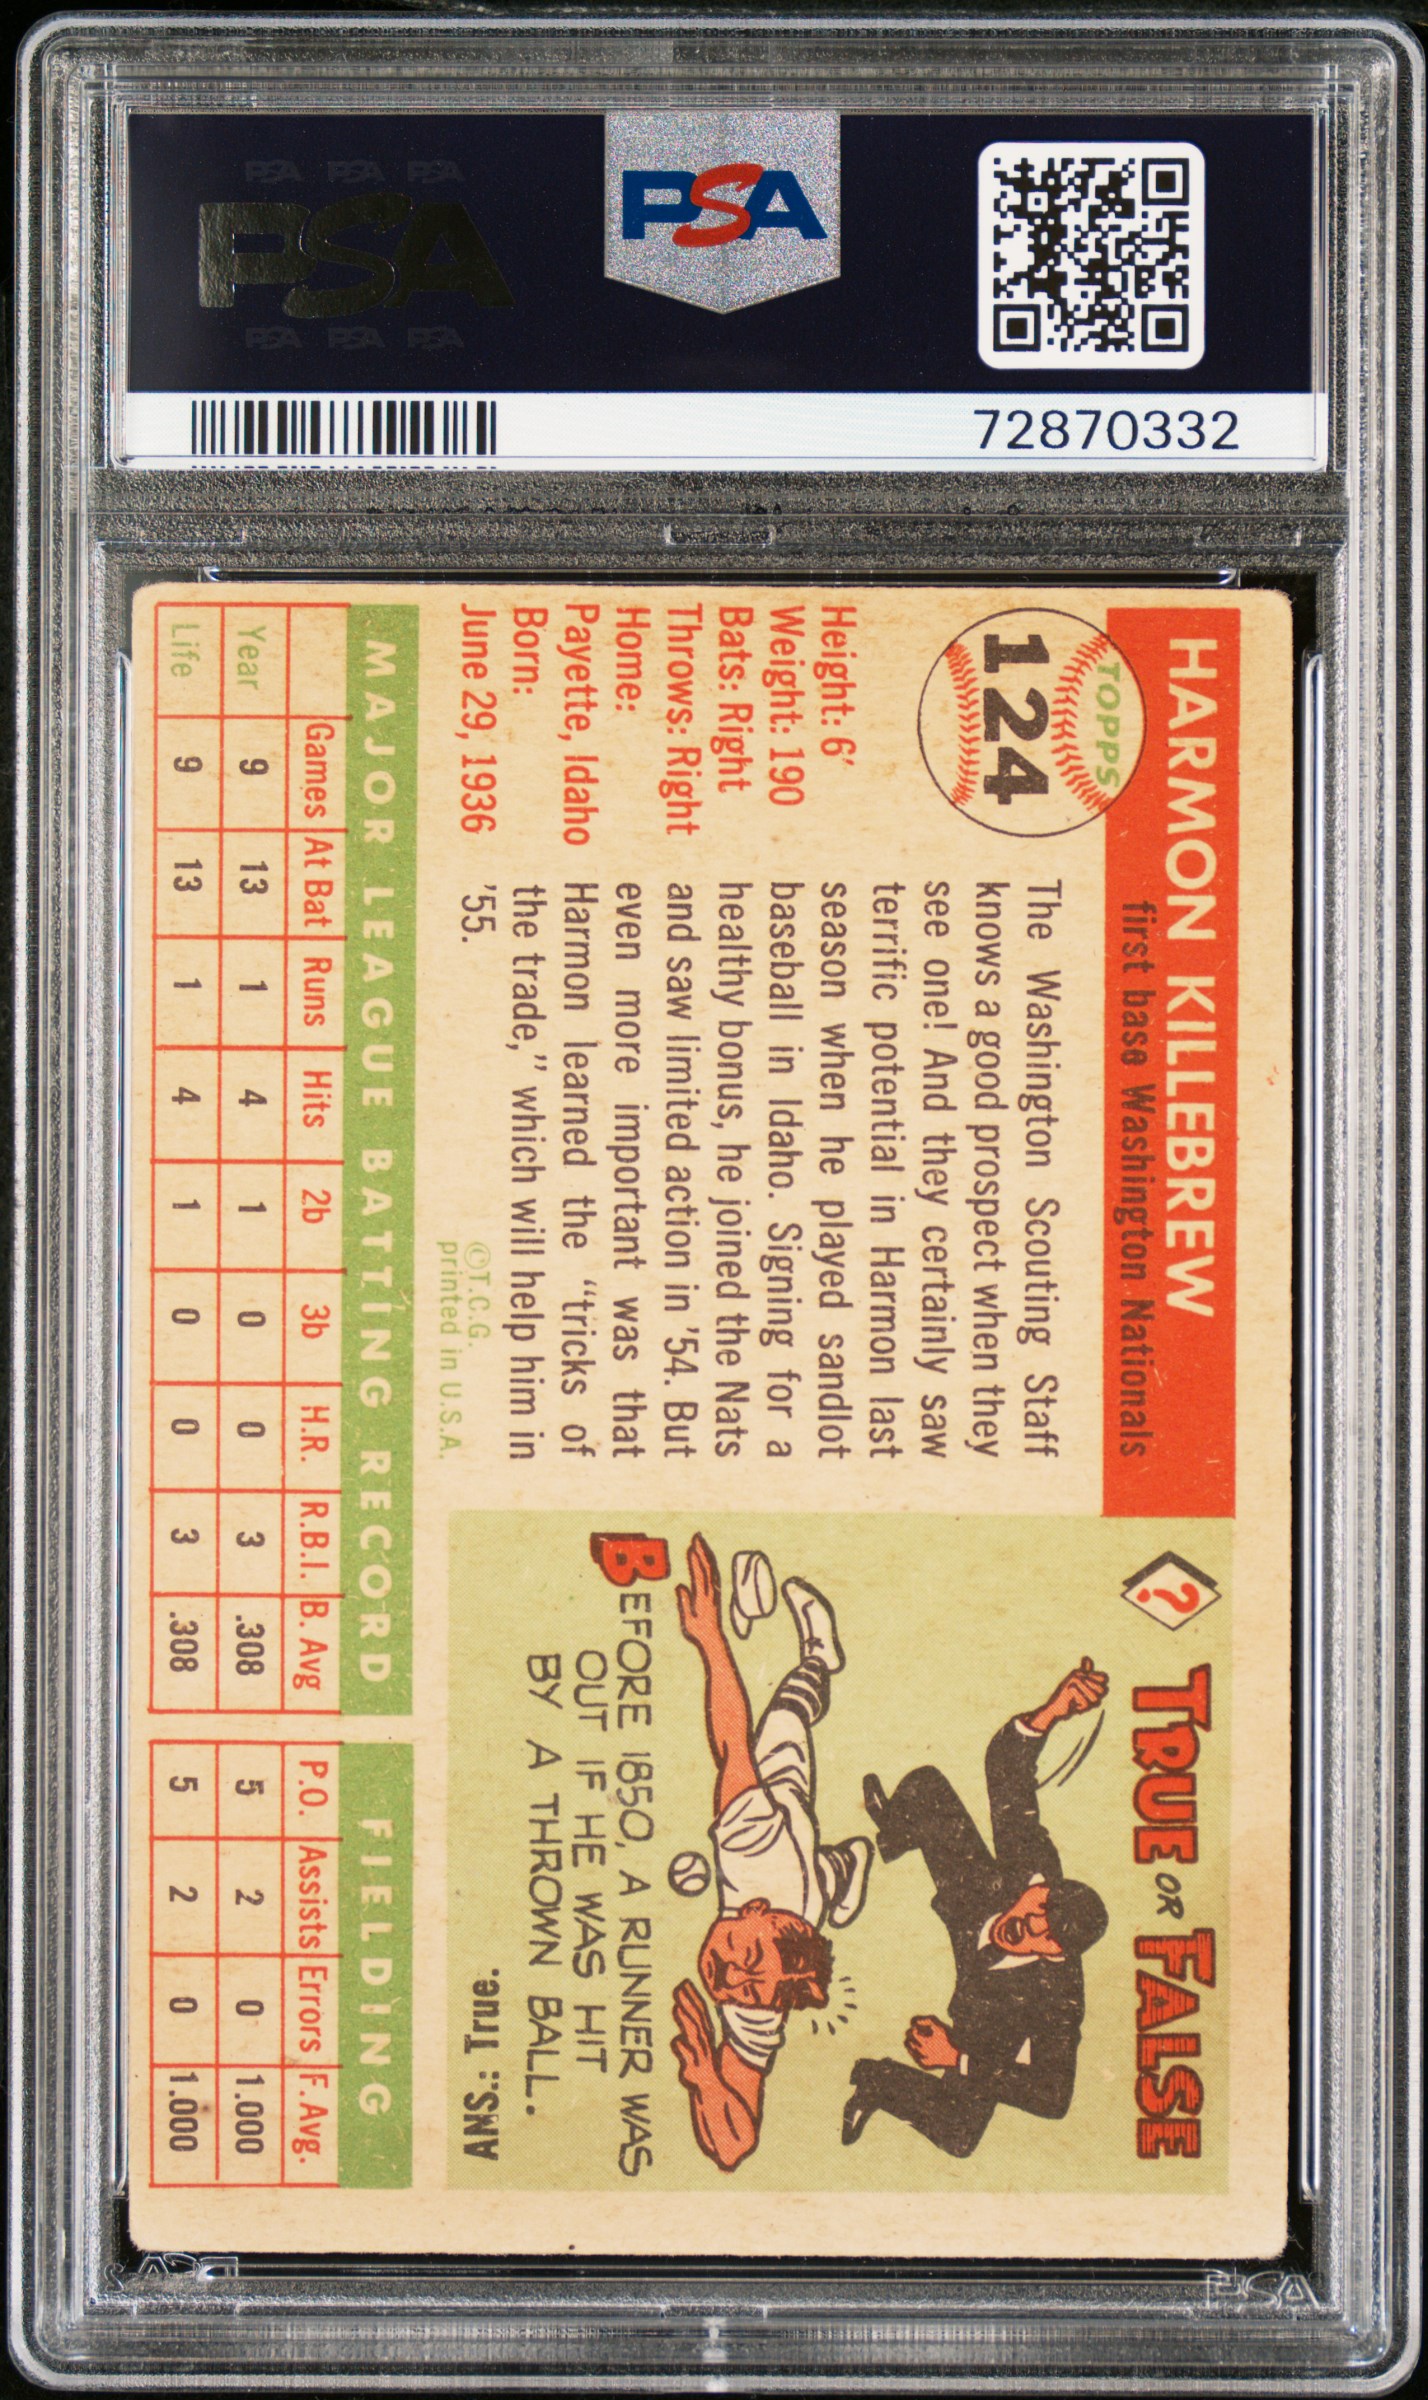 PSA PSA PSA
PSA
PSA PSA PSA
PSA
72870332
HARMON KILLEBREW
first base Washington Nationals
TOPPS
124
Height: 6'
Weight: 190
Bats: Right
Throws: Right
Home:
Payette, Idaho
Born:
June 29, 1936
The Washington Scouting Staff
knows a good prospect when they
see one! And they certainly saw
terrific potential in Harmon last
season when he played sandlot
baseball in Idaho. Signing for a
healthy bonus, he joined the Nats
and saw limited action in '54. But
even more important was that
Harmon learned the "tricks of
the trade," which will help him in
'55.
©T.C.G.
printed in U.S.A.
?
TRUE OR FALSE
BEFORE 1850, A RUNNER WAS
OUT IF HE WAS HIT
BY A THROWN BALL.
ANS.: True.
MAJOR LEAGUE BATTING RECORD
FIELDING
Games At Bat Runs Hits 2b 3b H.R. R.B.I. B. Avg P.O. Assists Errors F. Avg.
Year 9 13 1 4 1 0 0 3 .308 5 2 0 1.000
Life 9 13 1 4 1 0 0 3 .308 5 2 0 1.000
PSA
PSA